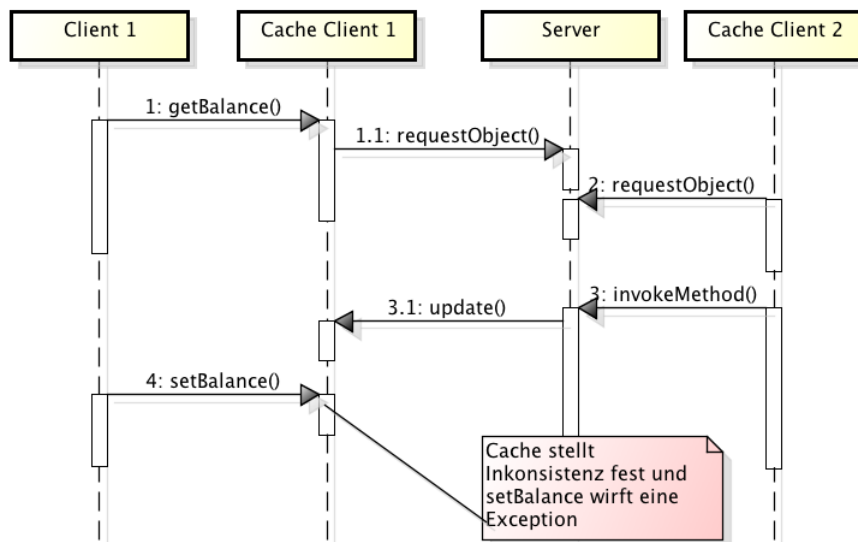 Client 1
Cache Client 1
Server
Cache Client 2
1: getBalance()
1.1: requestObject()
2: requestObject()
3: invokeMethod()
3.1: update()
4: setBalance()
Cache stellt
Inkonsistenz fest und
setBalance wirft eine
Exception